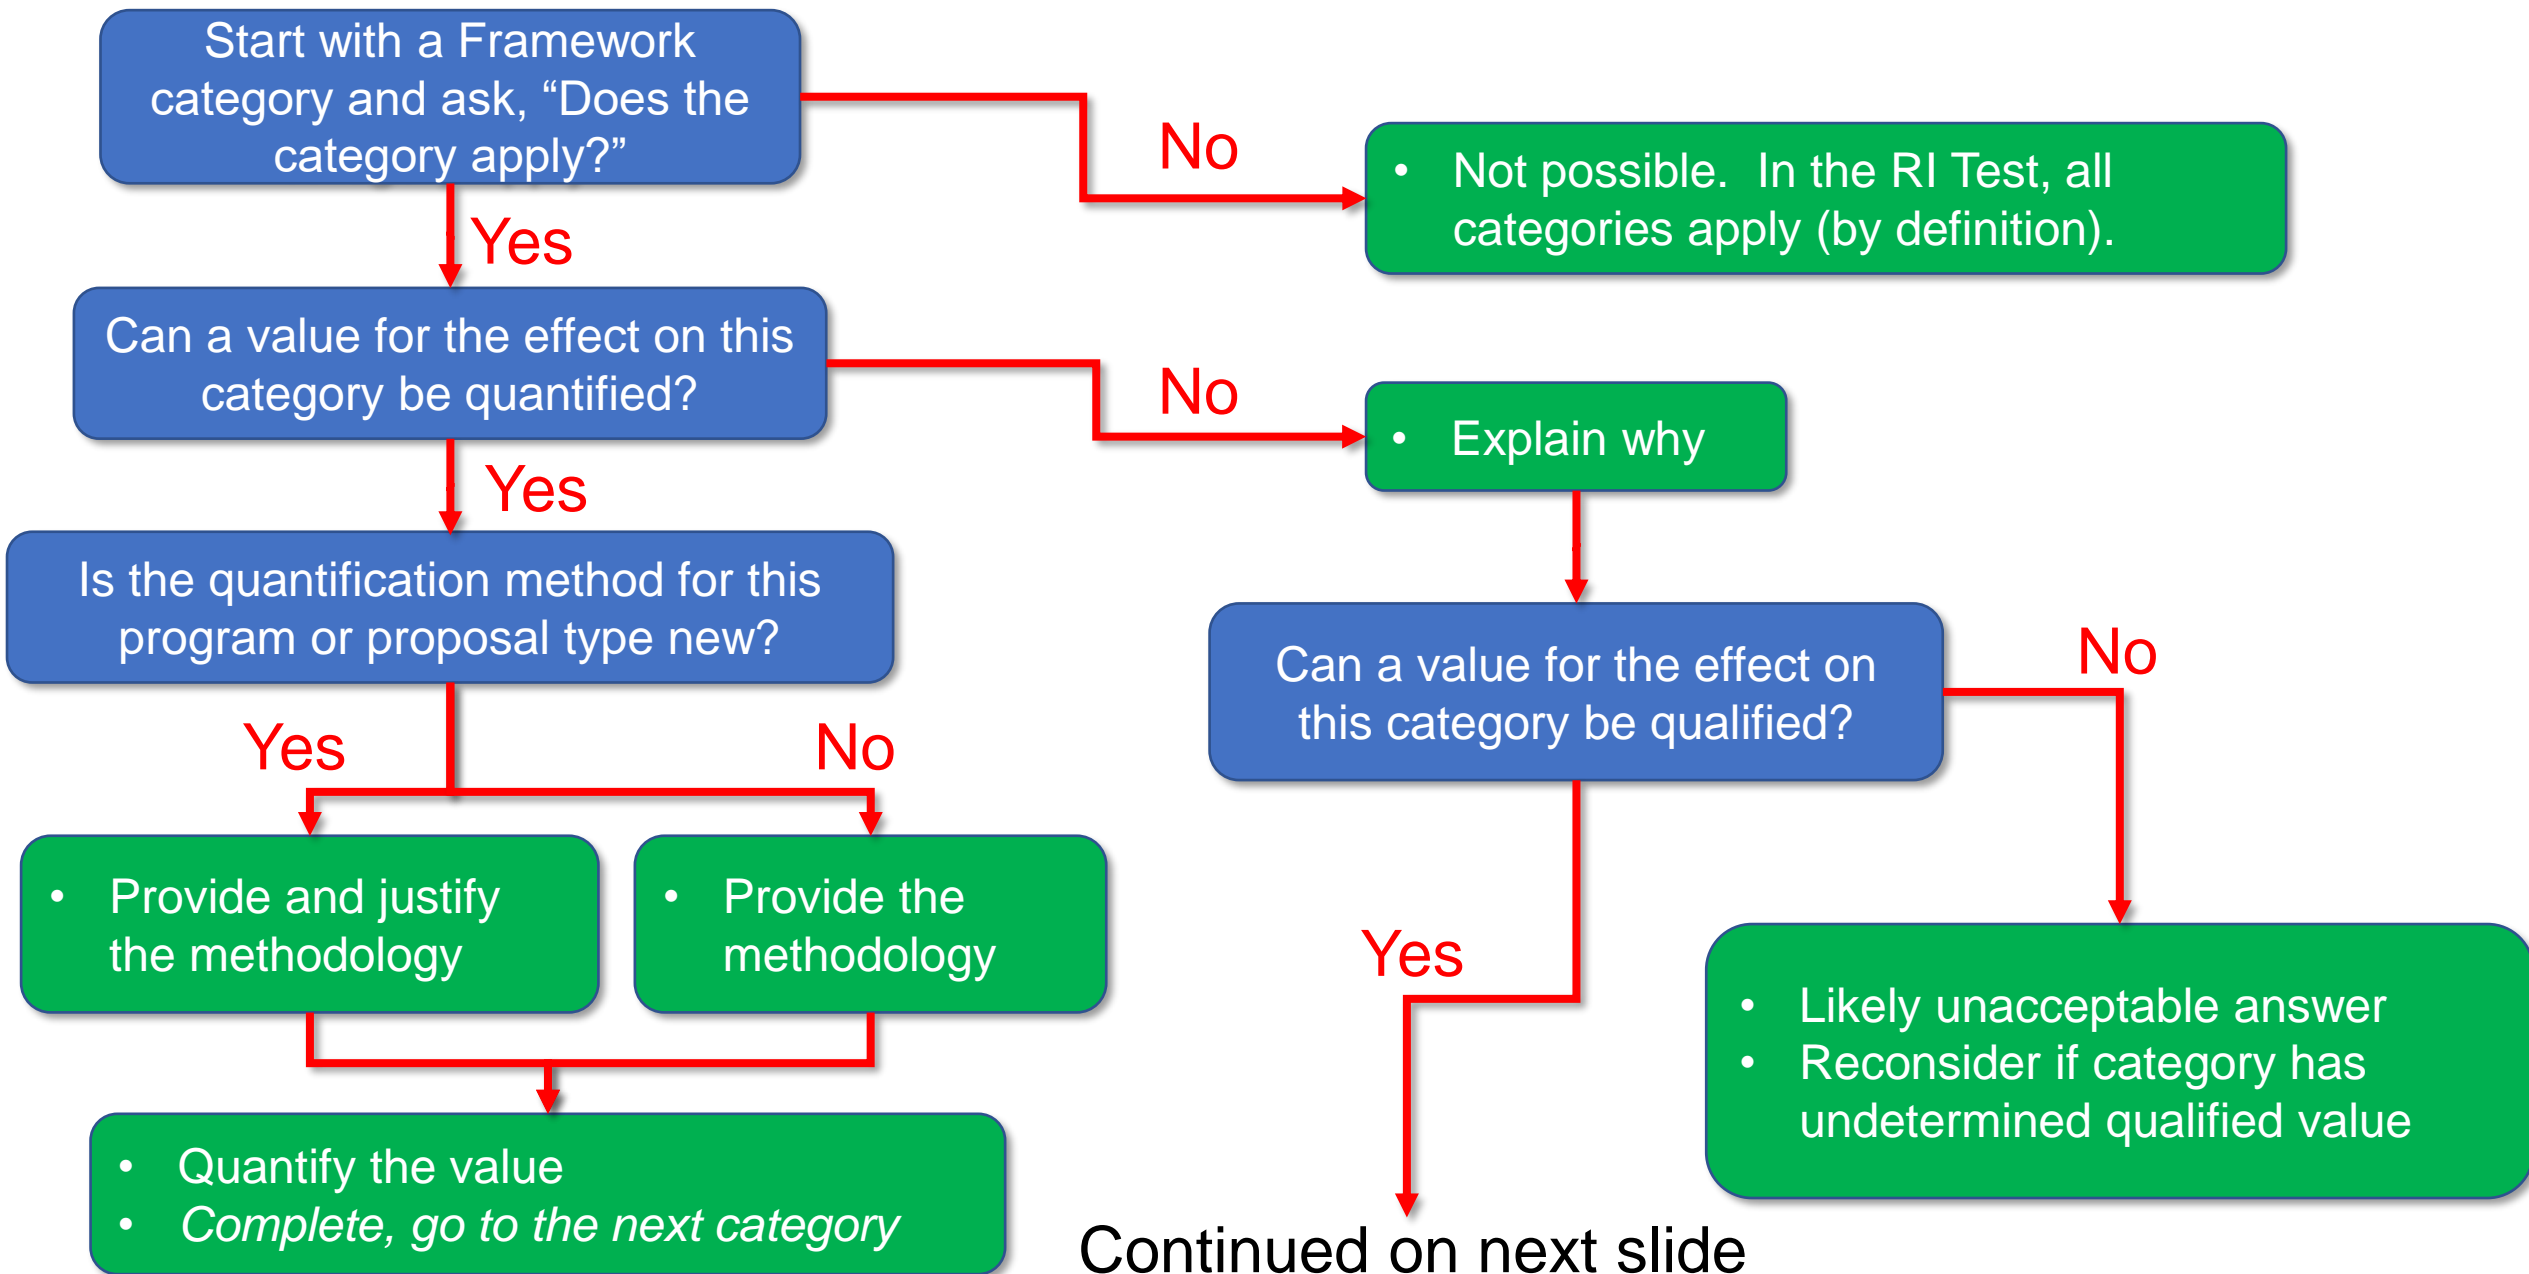 Start with a Framework
category and ask, “Does the
category apply?”
No
• Not possible.  In the RI Test, all
categories apply (by definition).
Yes
Can a value for the effect on this
category be quantified?
No
• Explain why
Yes
Is the quantification method for this
program or proposal type new?
Can a value for the effect on
this category be qualified?
No
Yes
No
• Provide and justify
the methodology
• Provide the
methodology
Yes
• Likely unacceptable answer
• Reconsider if category has
undetermined qualified value
• Quantify the value
• Complete, go to the next category
Continued on next slide